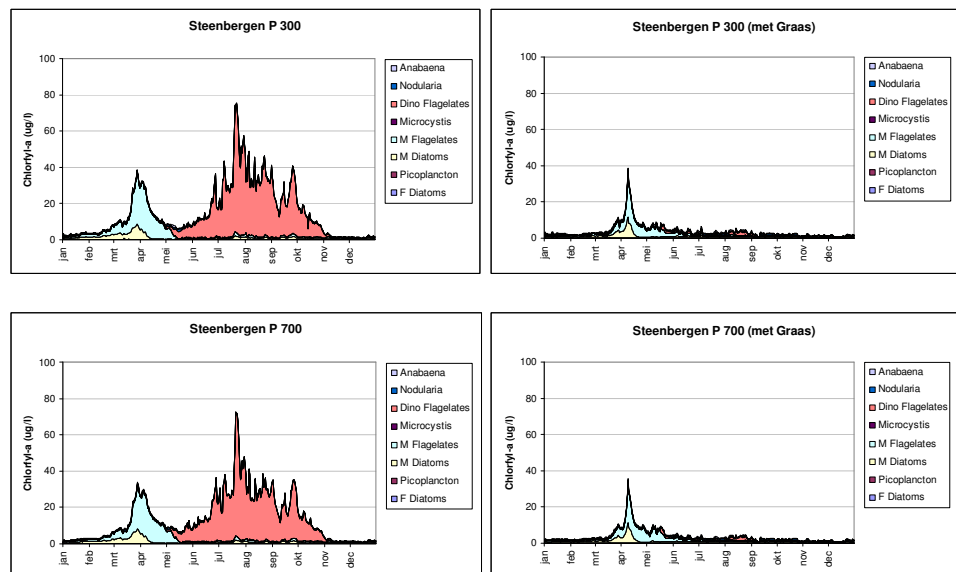 Steenbergen P 300
Chlorfyl-a (ug/l)
100
80
60
40
20
0
jan feb mrt apr mei jun jul aug sep okt nov dec
Anabaena
Nodularia
Dino Flagelates
Microcystis
M Flagelates
M Diatoms
Picoplancton
F Diatoms
Steenbergen P 300 (met Graas)
Chlorfyl-a (ug/l)
100
80
60
40
20
0
jan feb mrt apr mei jun jul aug sep okt nov dec
Anabaena
Nodularia
Dino Flagelates
Microcystis
M Flagelates
M Diatoms
Picoplancton
F Diatoms
Steenbergen P 700
Chlorfyl-a (ug/l)
100
80
60
40
20
0
jan feb mrt apr mei jun jul aug sep okt nov dec
Anabaena
Nodularia
Dino Flagelates
Microcystis
M Flagelates
M Diatoms
Picoplancton
F Diatoms
Steenbergen P 700 (met Graas)
Chlorfyl-a (ug/l)
100
80
60
40
20
0
jan feb mrt apr mei jun jul aug sep okt nov dec
Anabaena
Nodularia
Dino Flagelates
Microcystis
M Flagelates
M Diatoms
Picoplancton
F Diatoms